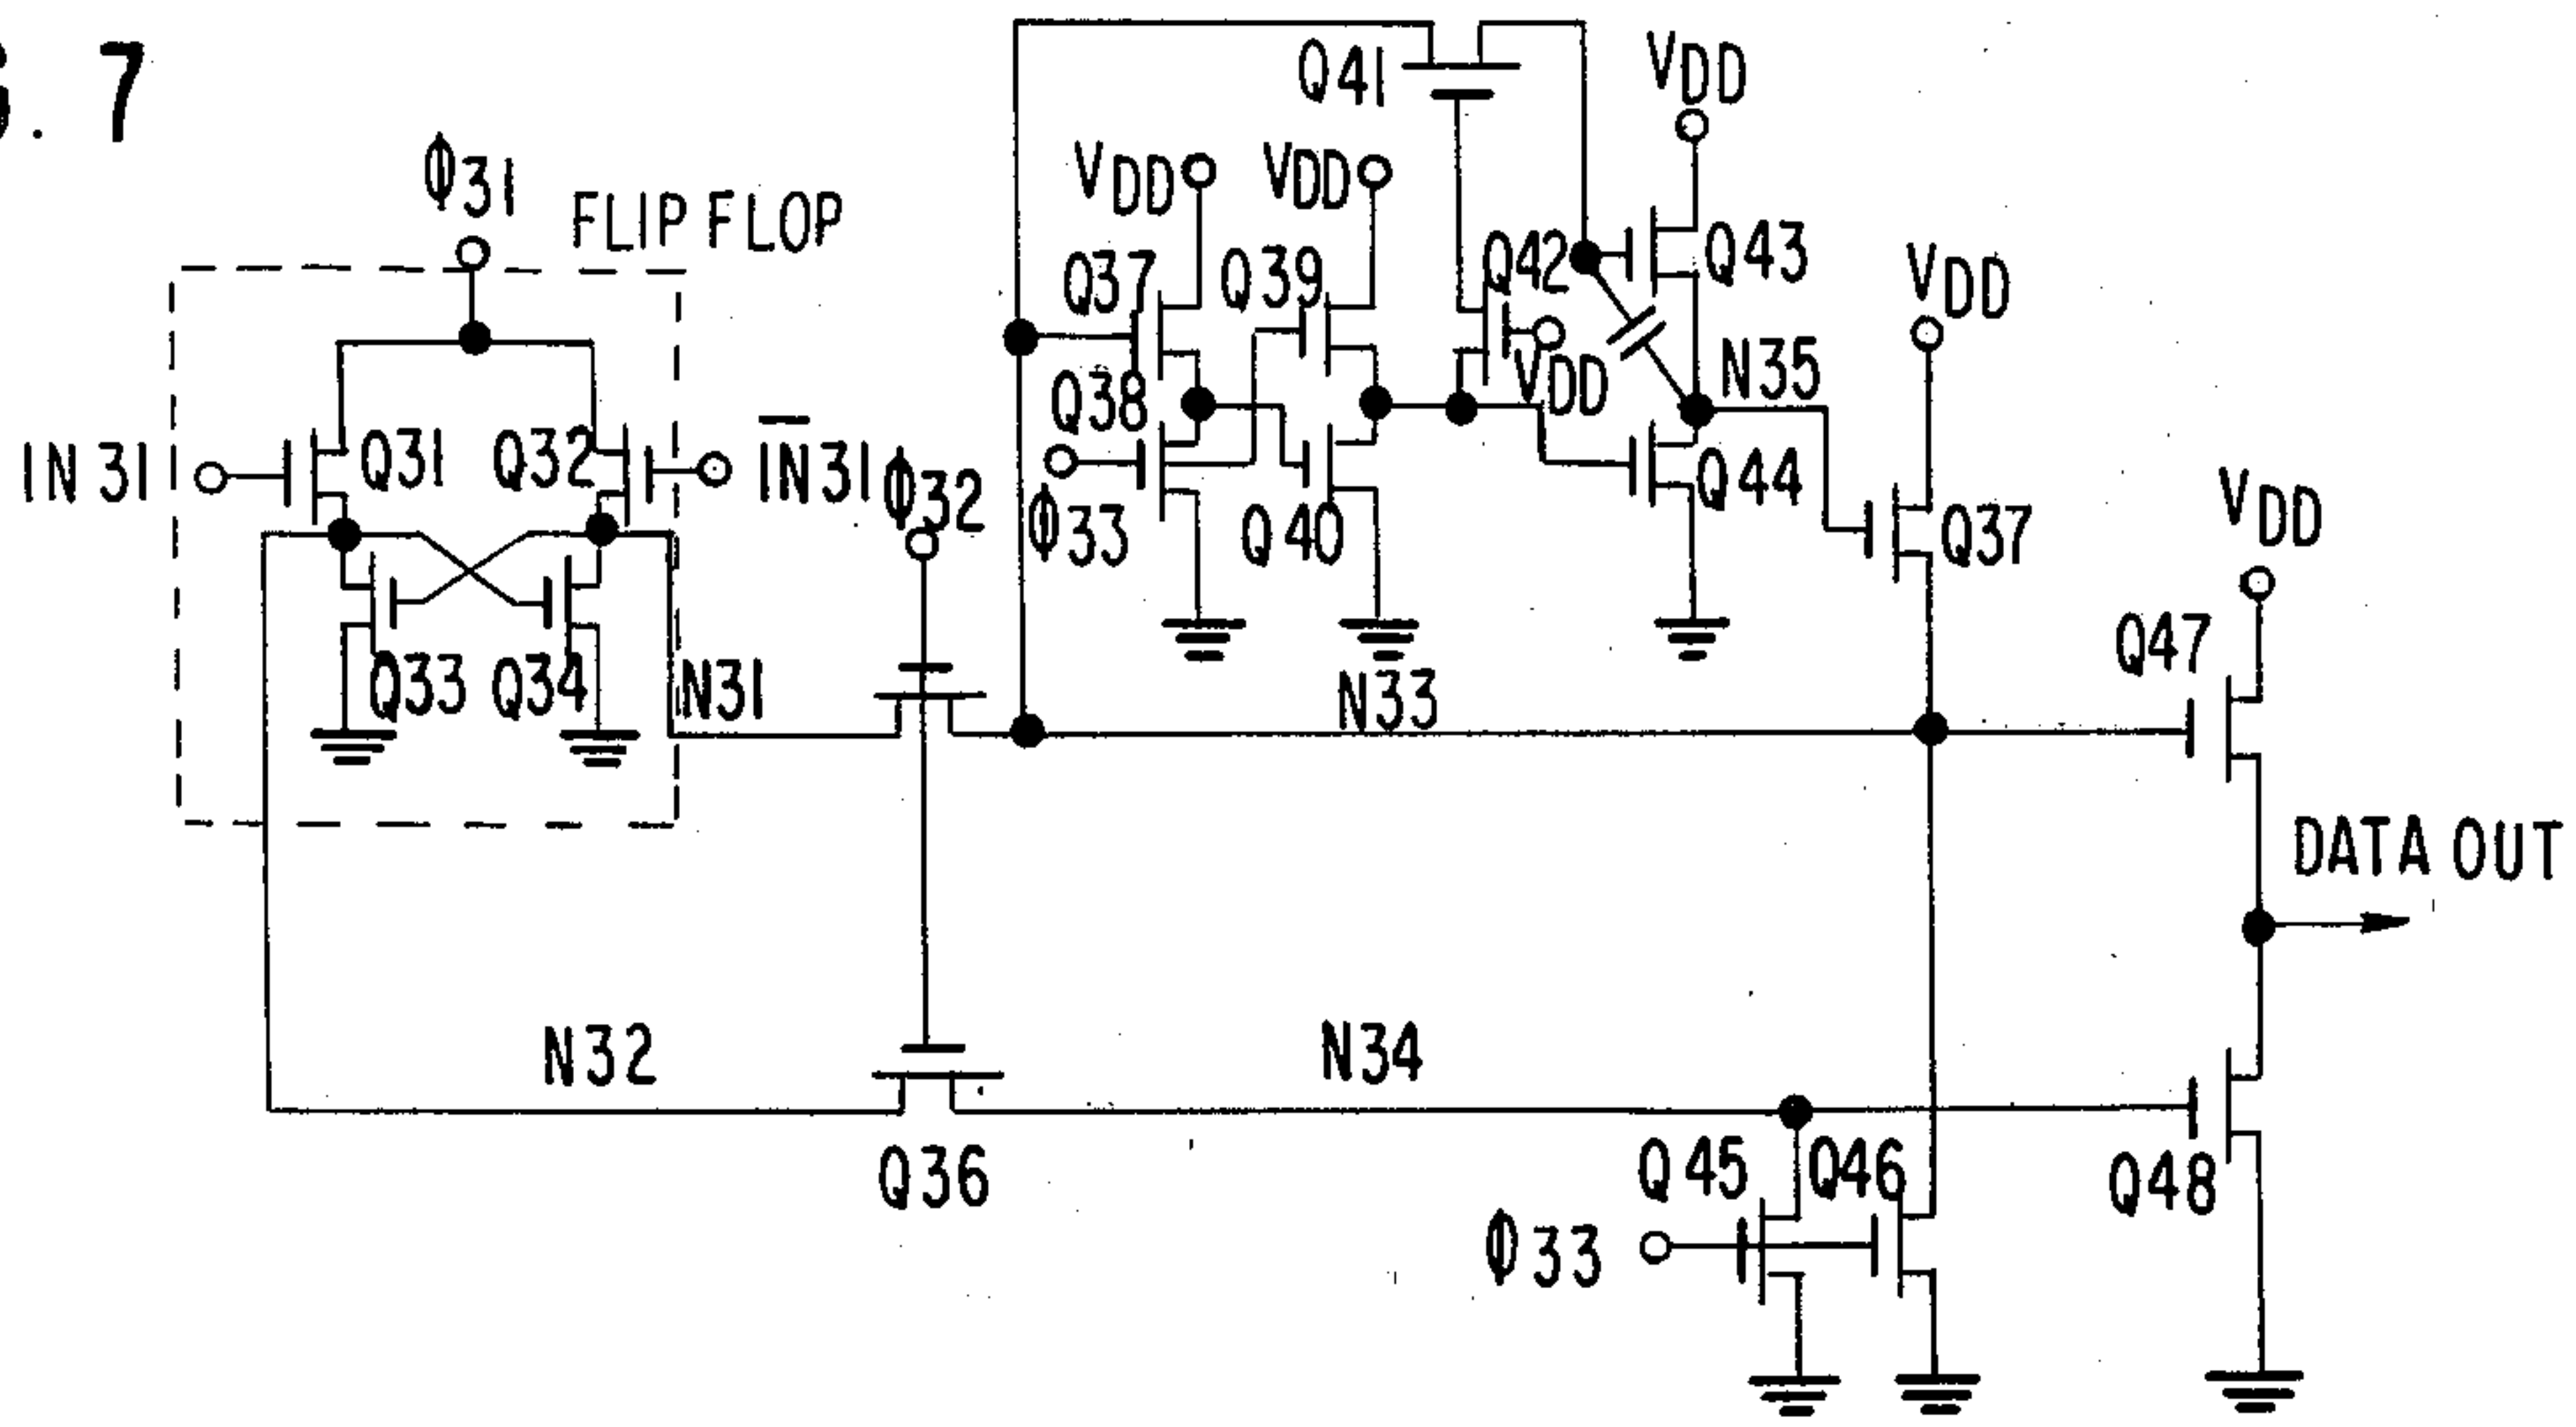 . 7
Φ31
FLIP FLOP
Q41
VDD
VDD
VDD
Q37
Q39
Q42
Q43
VDD
VDD
N35
Q38
Φ33
Q40
Q44
Q37
IN31
Q31
Q32
I̅N̅31
Φ32
VDD
Q33
Q34
N31
N33
Q47
DATA OUT
N32
N34
Q36
Q45
Q46
Q48
Φ33